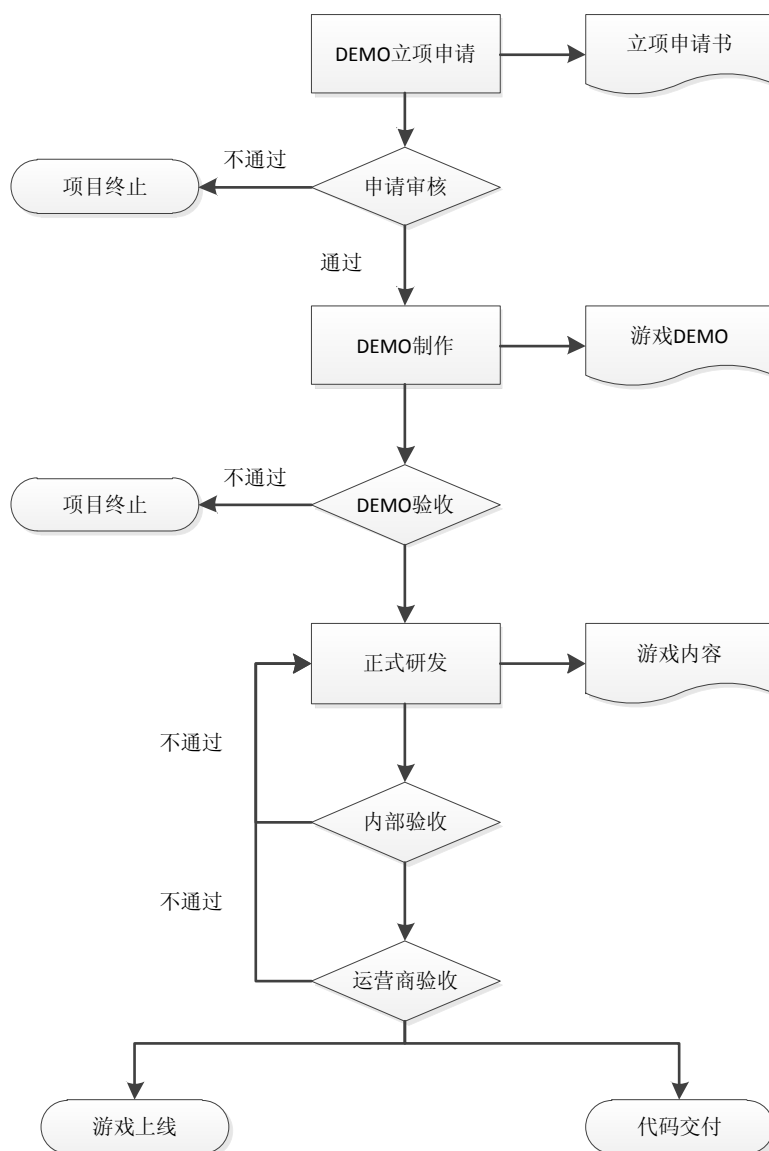 DEMO立项申请
立项申请书
不通过
项目终止
申请审核
通过
DEMO制作
游戏DEMO
不通过
项目终止
DEMO验收
正式研发
游戏内容
不通过
内部验收
不通过
运营商验收
游戏上线
代码交付